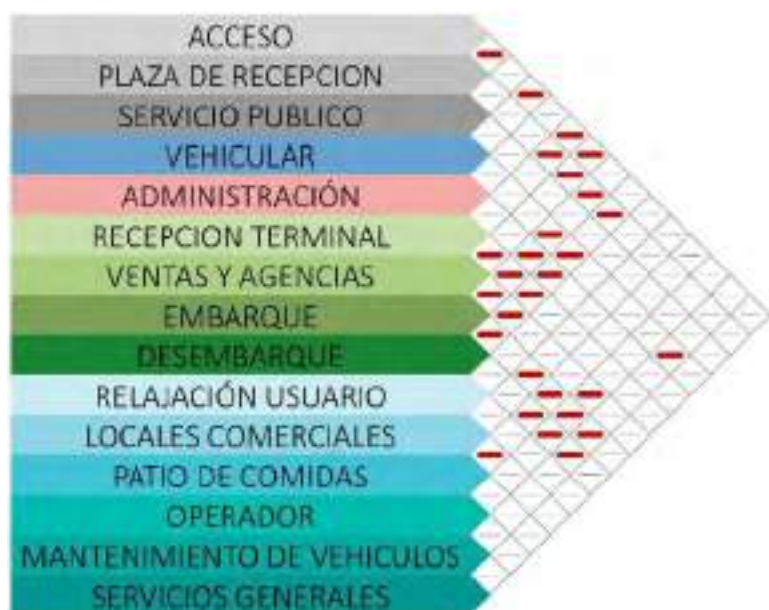 ACCESO
PLAZA DE RECEPCION
SERVICIO PUBLICO
VEHICULAR
ADMINISTRACIÓN
RECEPCION TERMINAL
VENTAS Y AGENCIAS
EMBARQUE
DESEMBARQUE
RELAJACIÓN USUARIO
LOCALES COMERCIALES
PATIO DE COMIDAS
OPERADOR
MANTENIMIENTO DE VEHICULOS
SERVICIOS GENERALES